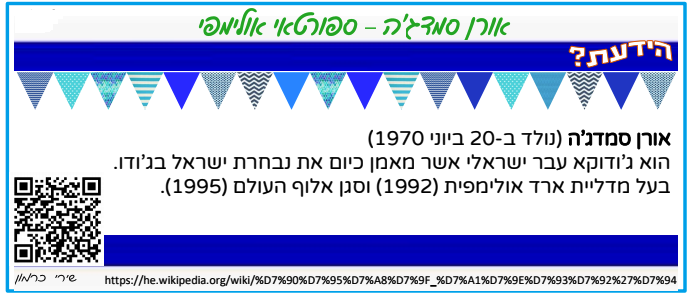 אורן סמדג'ה – ספורטאי אולימפי
הידעת?
אורן סמדג'ה (נולד ב-20 ביוני 1970)
הוא ג'ודוקא עבר ישראלי אשר מאמן כיום את נבחרת ישראל בג'ודו.
בעל מדליית ארד אולימפית (1992) וסגן אלוף העולם (1995).
שירי כרמון
https://he.wikipedia.org/wiki/%D7%90%D7%95%D7%A8%D7%9F_%D7%A1%D7%9E%D7%93%D7%92%27%D7%94